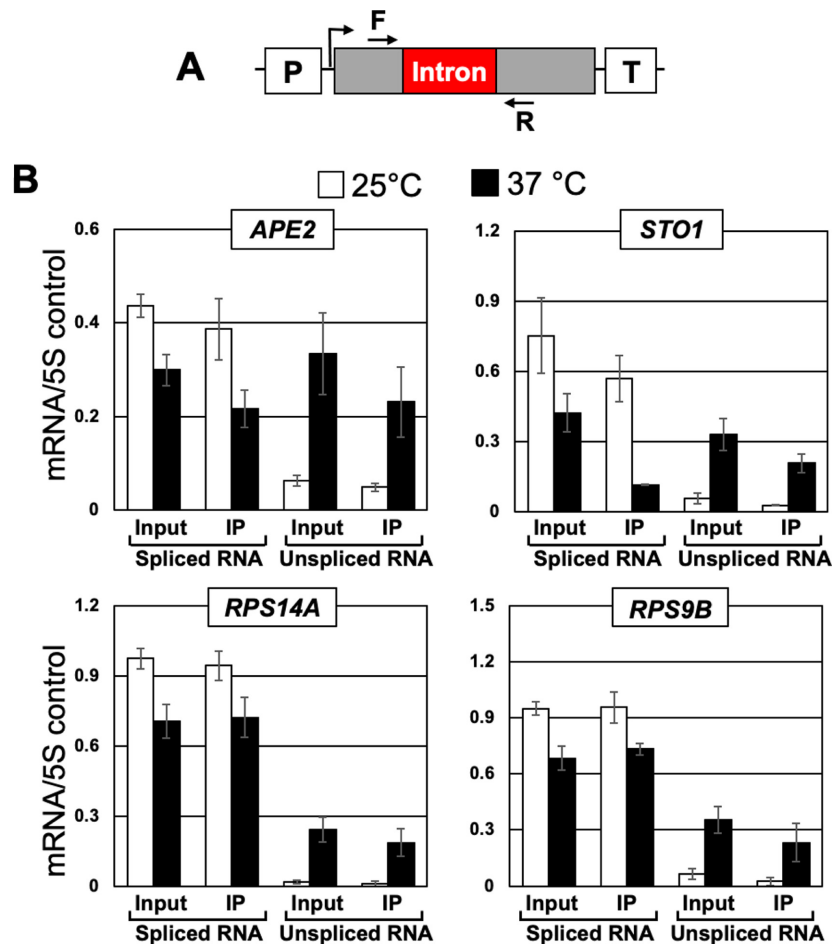 F
A P Intron T
R
B 25°C 37 °C
APE2 STO1
mRNA/5S control
0.6
0.4
0.2
0
1.2
0.9
0.6
0.3
0
Input IP Input IP Input IP Input IP
Spliced RNA Unspliced RNA Spliced RNA Unspliced RNA
RPS14A RPS9B
mRNA/5S control
1.2
0.9
0.6
0.3
0
1.5
1.2
0.9
0.6
0.3
0
Input IP Input IP Input IP Input IP
Spliced RNA Unspliced RNA Spliced RNA Unspliced RNA